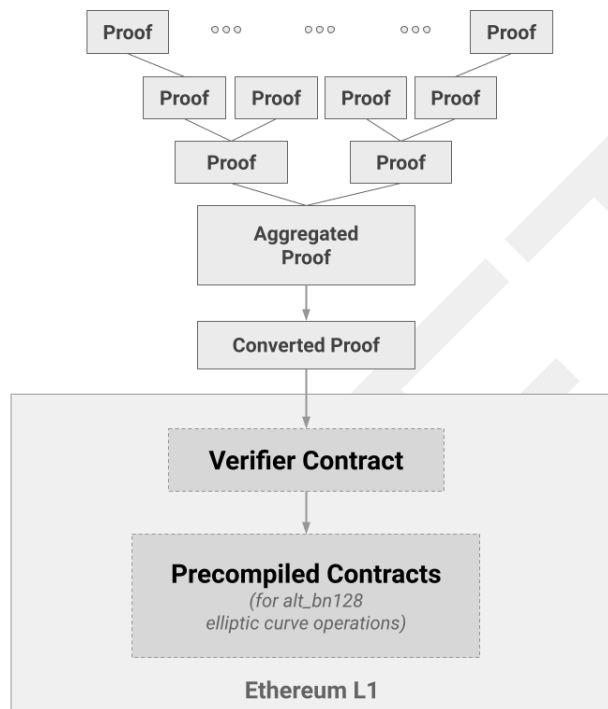 Proof
Proof
Proof
Proof
Proof
Proof
Proof
Proof
Aggregated
Proof
Converted Proof
Verifier Contract
Precompiled Contracts
(for alt_bn128
elliptic curve operations)
Ethereum L1